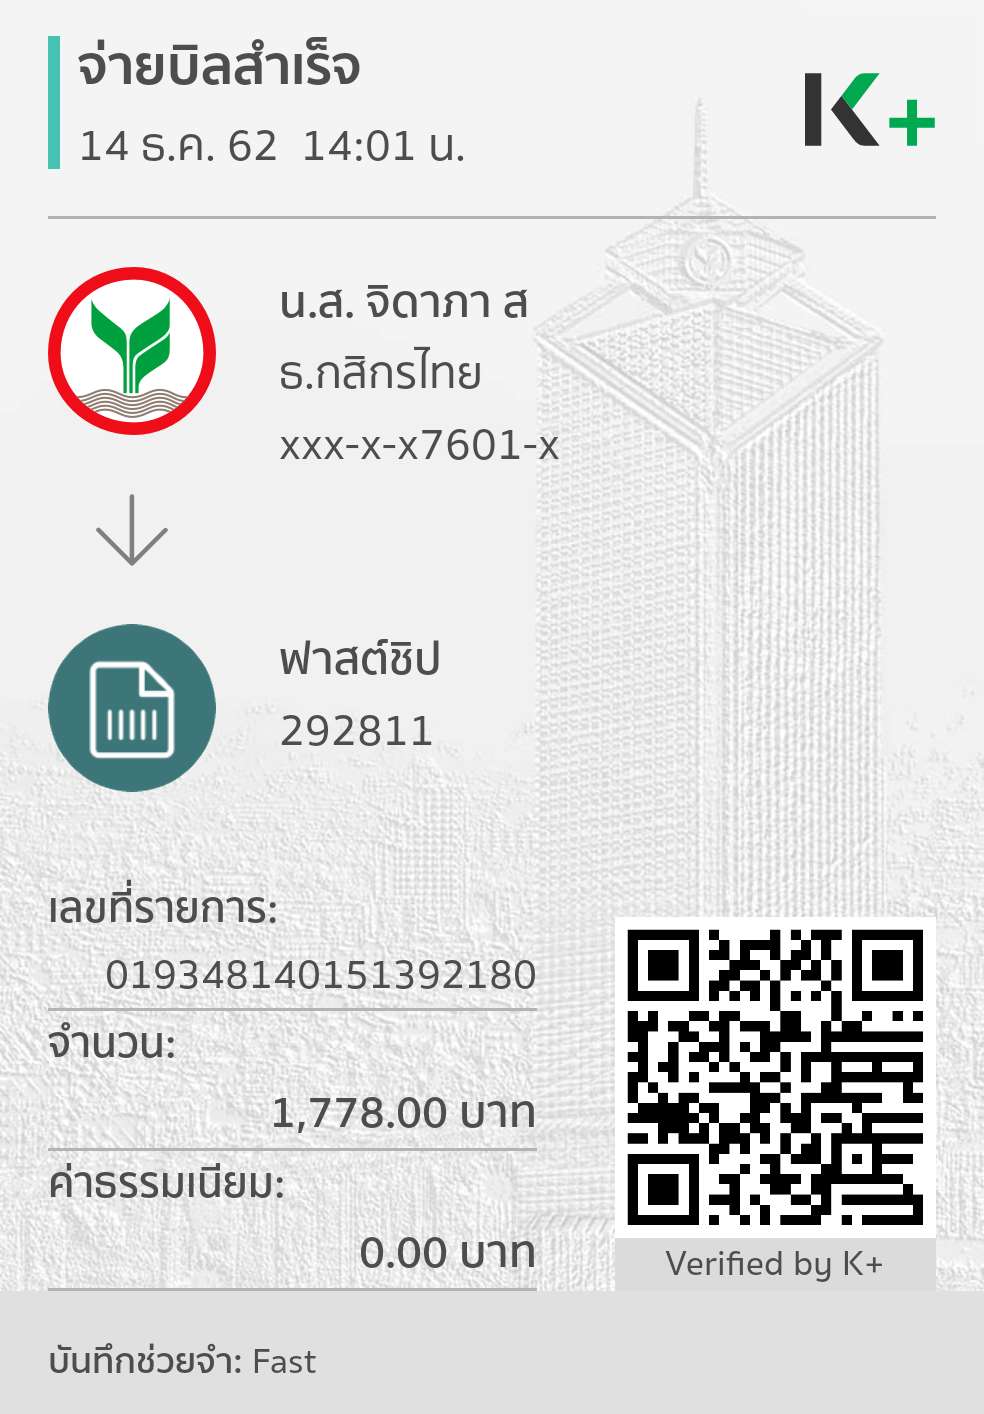 จ่ายบิลสำเร็จ
14 ธ.ค. 62  14:01 น.
K+
น.ส. จิดาภา ส
ธ.กสิกรไทย
xxx-x-x7601-x
ฟาสต์ชิป
292811
เลขที่รายการ:
019348140151392180
จำนวน:
1,778.00 บาท
ค่าธรรมเนียม:
0.00 บาท
Verified by K+
บันทึกช่วยจำ: Fast